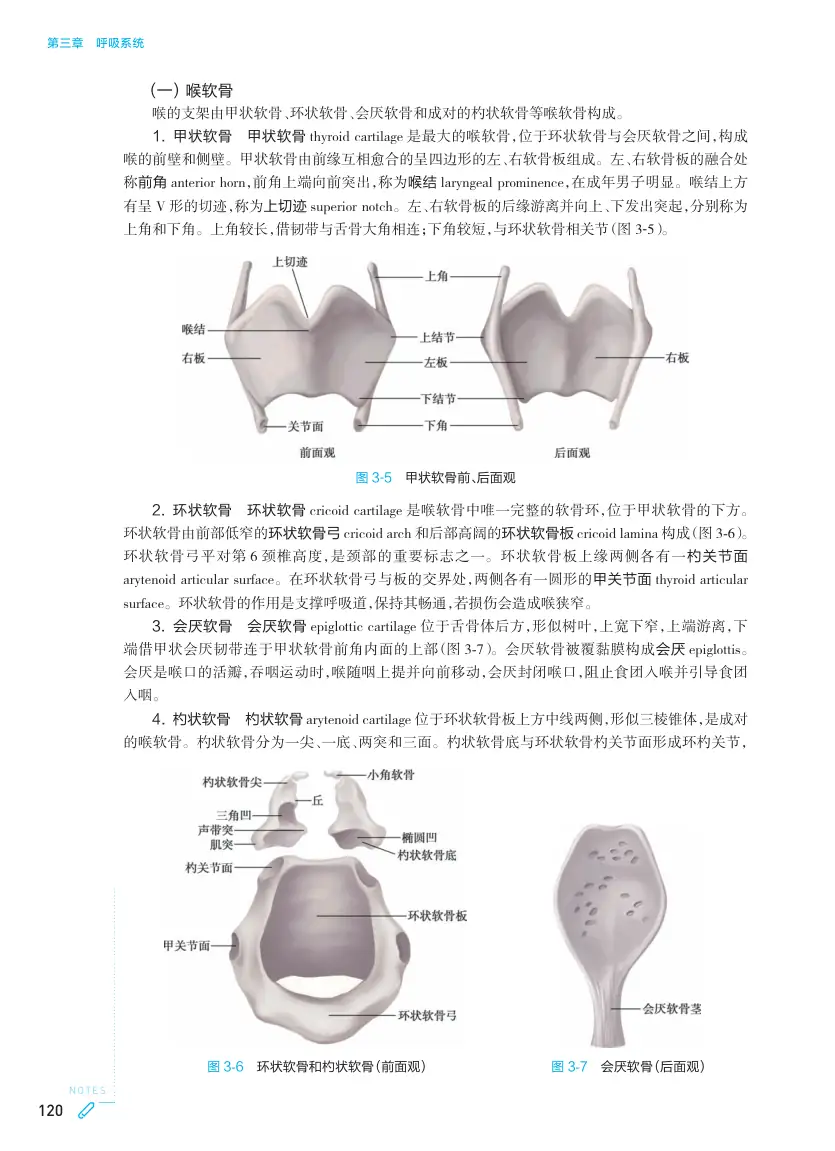 第三章 呼吸系统
（一）喉软骨
喉的支架由甲状软骨、环状软骨、会厌软骨和成对的杓状软骨等喉软骨构成。
1. 甲状软骨 甲状软骨 thyroid cartilage 是最大的喉软骨，位于环状软骨与会厌软骨之间，构成
喉的前壁和侧壁。甲状软骨由前缘互相愈合的呈四边形的左、右软骨板组成。左、右软骨板的融合处
称前角 anterior horn，前角上端向前突出，称为喉结 laryngeal prominence，在成年男子明显。喉结上方
有呈 V 形的切迹，称为上切迹 superior notch。左、右软骨板的后缘游离并向上、下发出突起，分别称为
上角和下角。上角较长，借韧带与舌骨大角相连；下角较短，与环状软骨相关节（图 3-5）。
上切迹
上角
喉结
上结节
右板
左板
右板
下结节
关节面
下角
前面观
后面观
图 3-5 甲状软骨前、后面观
2. 环状软骨 环状软骨 cricoid cartilage 是喉软骨中唯一完整的软骨环，位于甲状软骨的下方。
环状软骨由前部低窄的环状软骨弓 cricoid arch 和后部高阔的环状软骨板 cricoid lamina 构成（图 3-6）。
环状软骨弓平对第 6 颈椎高度，是颈部的重要标志之一。环状软骨板上缘两侧各有一杓关节面
arytenoid articular surface。在环状软骨弓与板的交界处，两侧各有一圆形的甲关节面 thyroid articular
surface。环状软骨的作用是支撑呼吸道，保持其畅通，若损伤会造成喉狭窄。
3. 会厌软骨 会厌软骨 epiglottic cartilage 位于舌骨体后方，形似树叶，上宽下窄，上端游离，下
端借甲状会厌韧带连于甲状软骨前角内面的上部（图 3-7）。会厌软骨被覆黏膜构成会厌 epiglottis。
会厌是喉口的活瓣，吞咽运动时，喉随咽上提并向前移动，会厌封闭喉口，阻止食团入喉并引导食团
入咽。
4. 杓状软骨 杓状软骨 arytenoid cartilage 位于环状软骨板上方中线两侧，形似三棱锥体，是成对
的喉软骨。杓状软骨分为一尖、一底、两突和三面。杓状软骨底与环状软骨杓关节面形成环杓关节，
杓状软骨尖
小角软骨
丘
三角凹
声带突
肌突
椭圆凹
杓状软骨底
杓关节面
环状软骨板
甲关节面
环状软骨弓
会厌软骨茎
图 3-6 环状软骨和杓状软骨（前面观）
图 3-7 会厌软骨（后面观）
NOTES
120